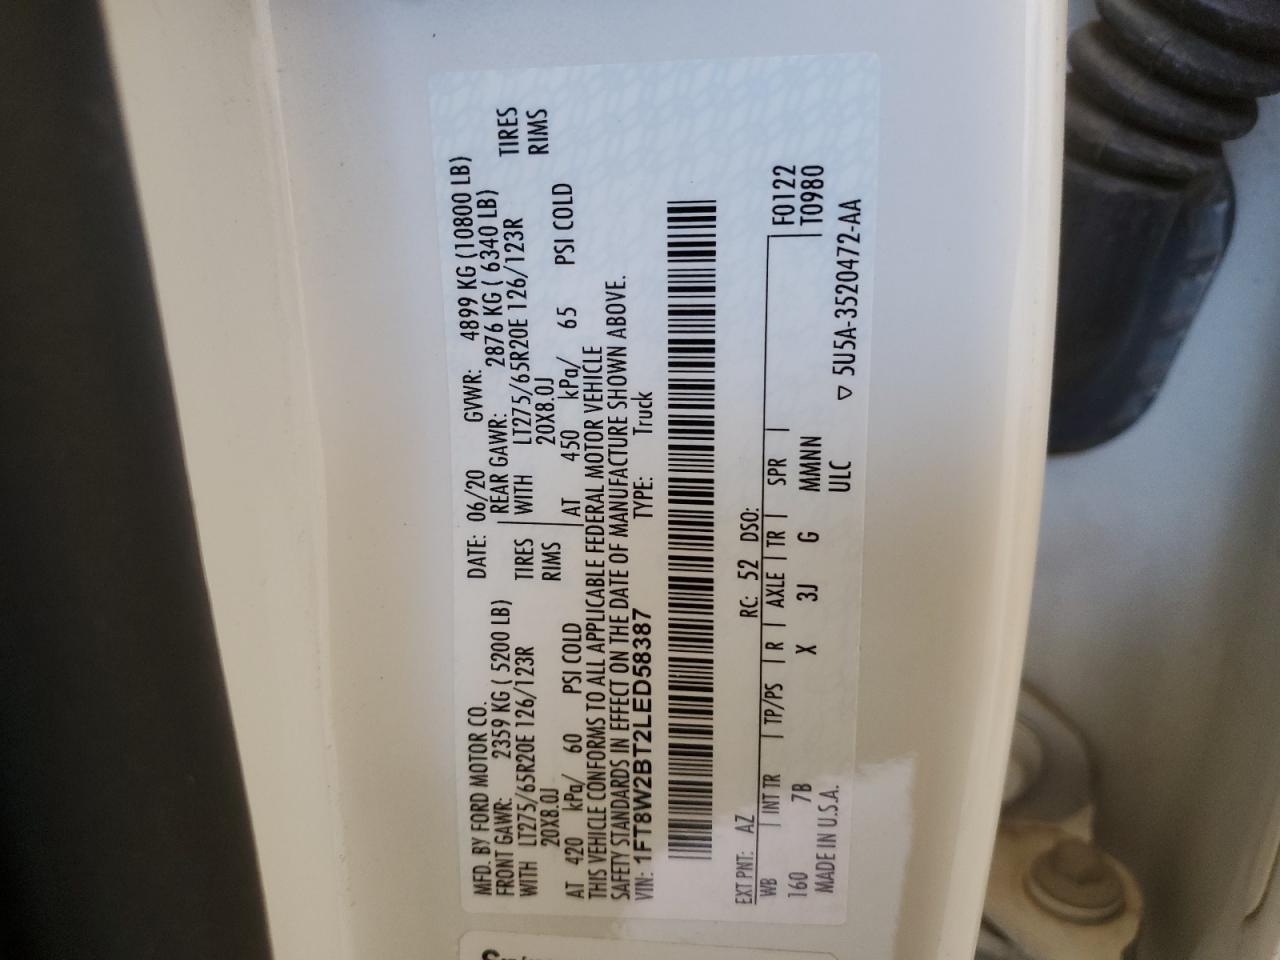 MFD. BY FORD MOTOR CO.
DATE: 06/20 GVWR: 4899 KG (10800 LB)
FRONT GAWR: 2359 KG ( 5200 LB) REAR GAWR: 2876 KG ( 6340 LB)
WITH LT275/65R20E 126/123R TIRES WITH LT275/65R20E 126/123R TIRES
20X8.0J RIMS 20X8.0J RIMS
AT 420 kPa/ 60 PSI COLD AT 450 kPa/ 65 PSI COLD
THIS VEHICLE CONFORMS TO ALL APPLICABLE FEDERAL MOTOR VEHICLE
SAFETY STANDARDS IN EFFECT ON THE DATE OF MANUFACTURE SHOWN ABOVE.
VIN: 1FT8W2BT2LED58387 TYPE: Truck
EXT PNT: AZ RC: 52 DSO:
WB | INT TR | TP/PS | R | AXLE | TR | SPR | F0122
160 7B X 3J G MMNN T0980
MADE IN U.S.A. ULC ▽ 5U5A-3520472-AA